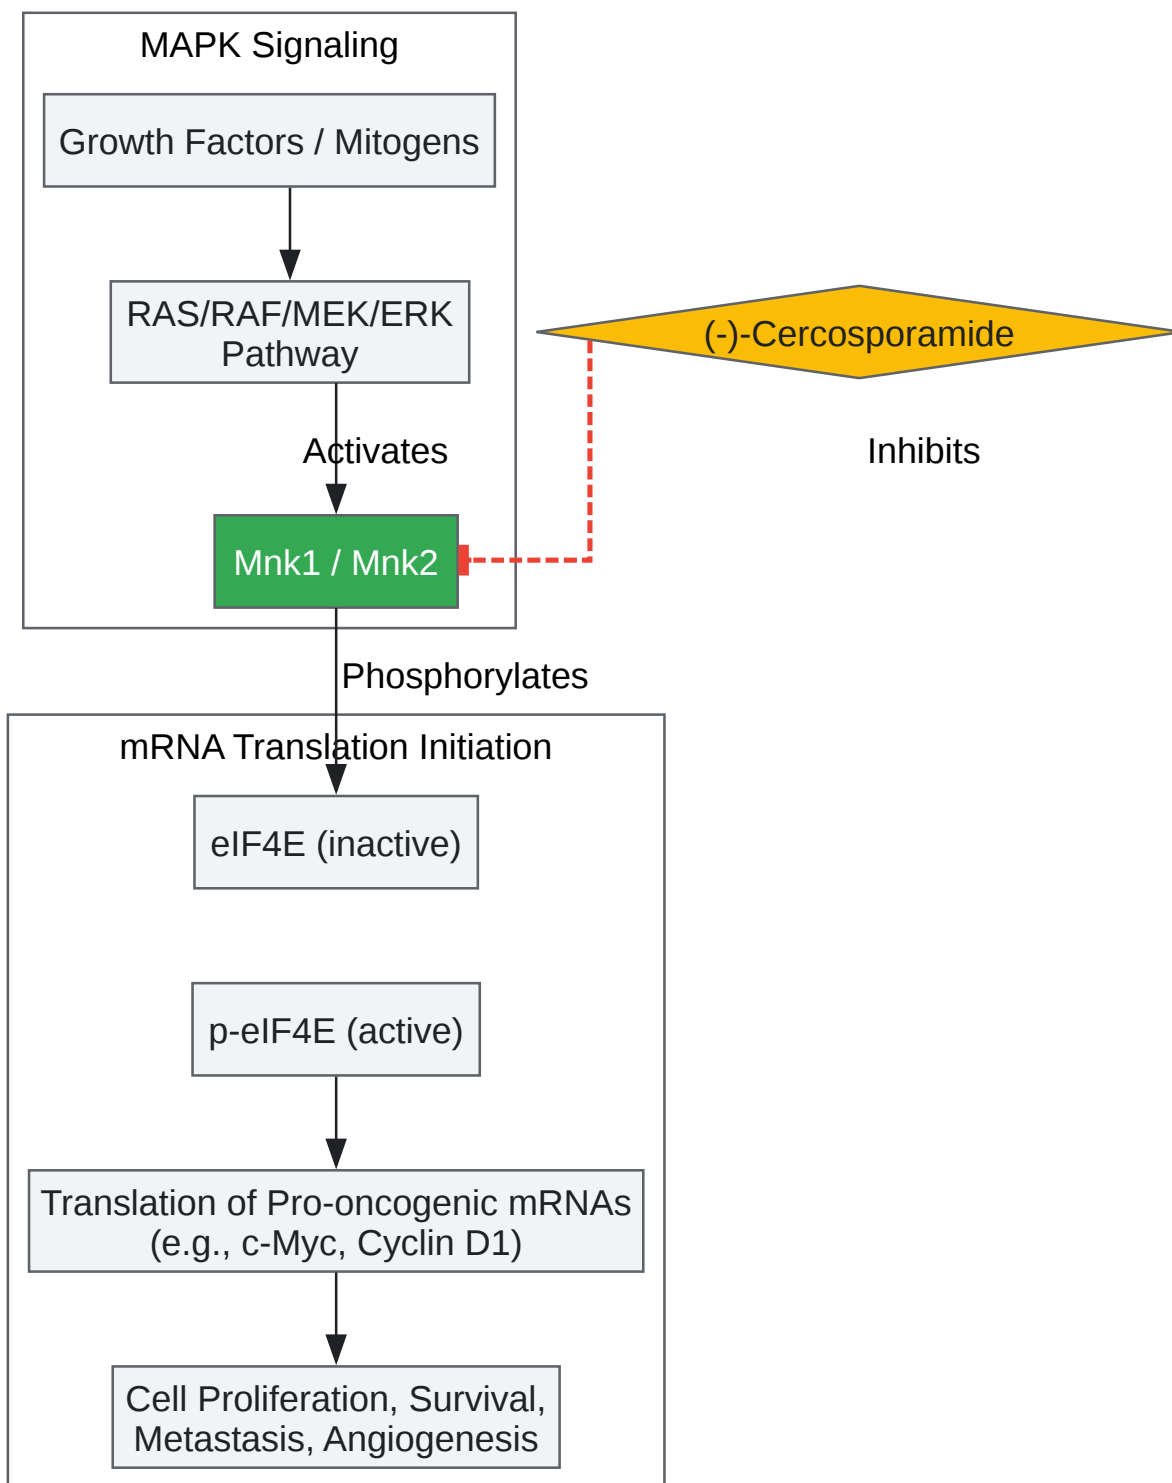 MAPK Signaling
Growth Factors / Mitogens
RAS/RAF/MEK/ERK
Pathway
(-)-Cercosporamide
Activates
Inhibits
Mnk1 / Mnk2
Phosphorylates
mRNA Translation Initiation
eIF4E (inactive)
p-eIF4E (active)
Translation of Pro-oncogenic mRNAs
(e.g., c-Myc, Cyclin D1)
Cell Proliferation, Survival,
Metastasis, Angiogenesis